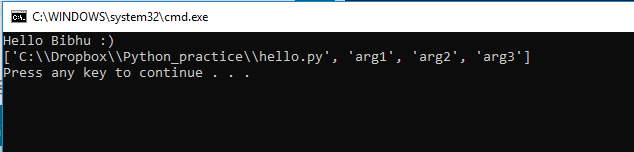 C:\WINDOWS\system32\cmd.exe
Hello Bibhu :)
['C:\\Dropbox\\Python_practice\\hello.py', 'arg1', 'arg2', 'arg3']
Press any key to continue . . .